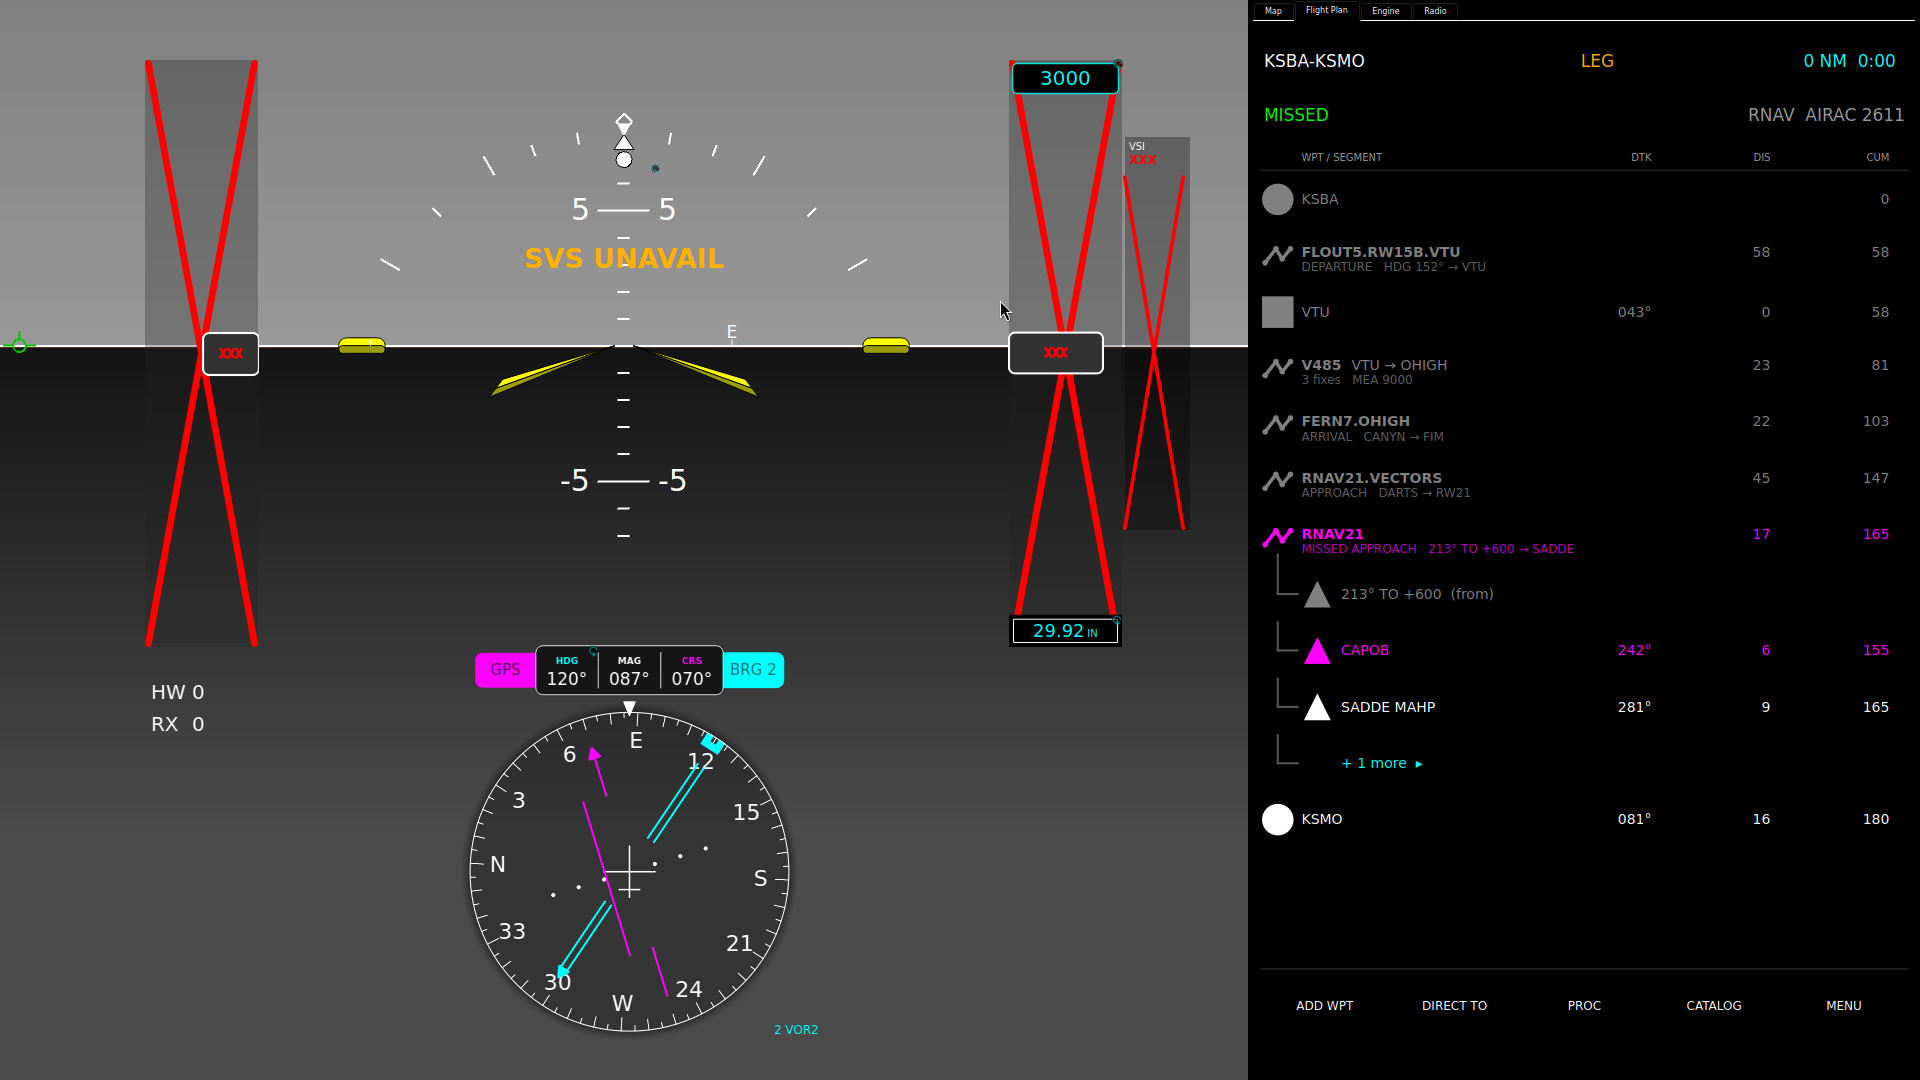 Map Flight Plan Engine Radio
KSBA-KSMO LEG 0 NM 0:00
MISSED RNAV AIRAC 2611
WPT / SEGMENT DTK DIS CUM
KSBA 0
FLOUT5.RW15B.VTU 58 58
DEPARTURE HDG 152° → VTU
VTU 043° 0 58
V485 VTU → OHIGH 23 81
3 fixes MEA 9000
FERN7.OHIGH 22 103
ARRIVAL CANYN → FIM
RNAV21.VECTORS 45 147
APPROACH DARTS → RW21
RNAV21 17 165
MISSED APPROACH 213° TO +600 → SADDE
213° TO +600 (from)
CAPOB 242° 6 155
SADDE MAHP 281° 9 165
+ 1 more ▸
KSMO 081° 16 180
ADD WPT DIRECT TO PROC CATALOG MENU
3000
VSI
XXX
5 5
SVS UNAVAIL
E
XXX
XXX
-5 -5
29.92 IN
GPS HDG MAG CRS BRG 2
120° 087° 070°
HW 0
RX 0
6 E 12
3 15
N S
33 21
30 W 24
2 VOR2